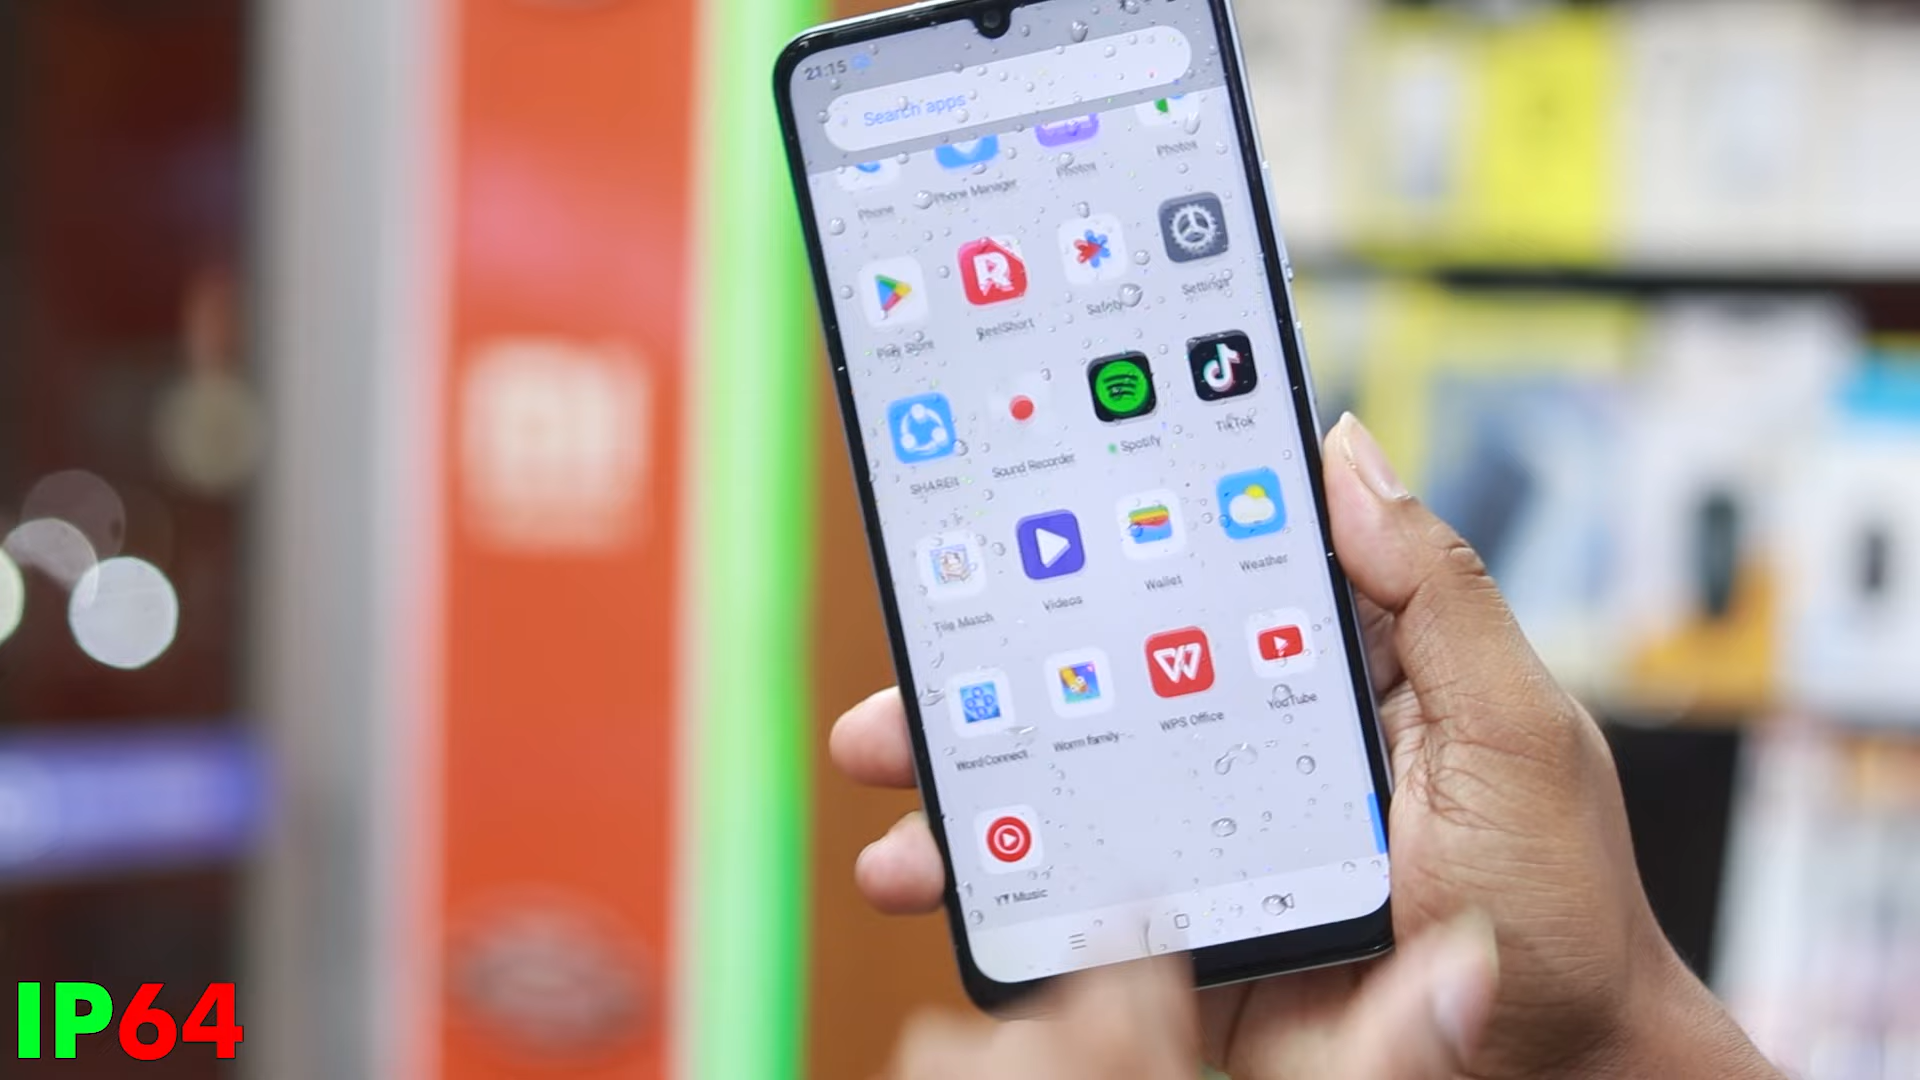 21:15
Search apps
Phone
Phone Manager
Photos
Photos
Play Store
ReelShort
Safety
Settings
SHAREit
Sound Recorder
Spotify
TikTok
Tile Match
Videos
Wallet
Weather
Word Connect
Worm family-...
WPS Office
YouTube
YT Music
IP64